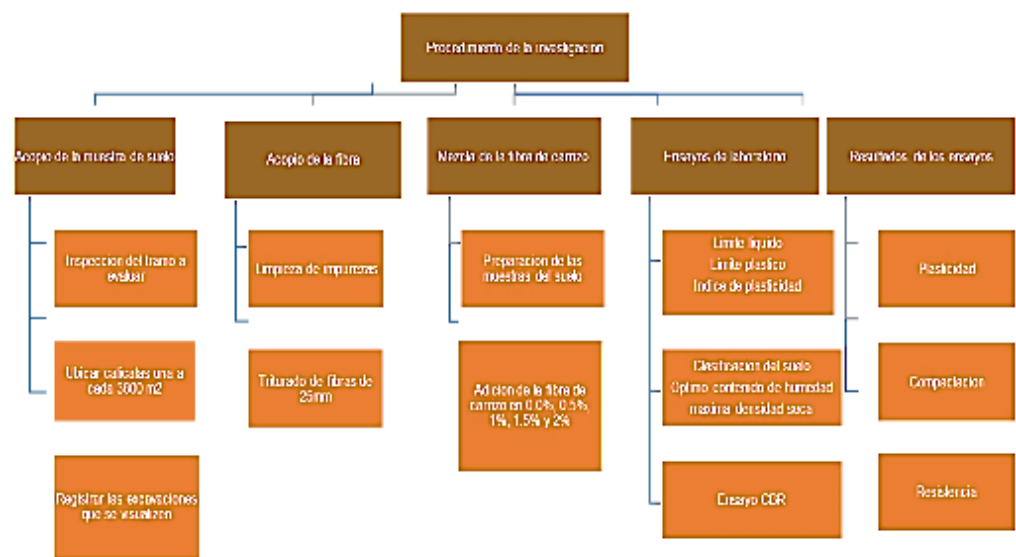 Procedimiento de la investigacion
Acopio de la muestra de suelo
Acopio de la fibra
Mezcla de la fibra de carrizo
Ensayos de laboratorio
Resultados de los ensayos
Inspeccion del tramo a
evaluar
Ubicar calicatas una a
cada 3600 m2
Registrar las excavaciones
que se visualizen
Limpieza de impurezas
Triturado de fibras de
25mm
Preparacion de las
muestras del suelo
Adicion de la fibra de
carrizo en 0.0%, 0.5%,
1%, 1.5% y 2%
Limite liquido
Limite plastico
Indice de plasticidad
Clasificacion del suelo
Optimo contenido de humedad
maxima densidad seca
Ensayo CBR
Plasticidad
Compactacion
Resistencia